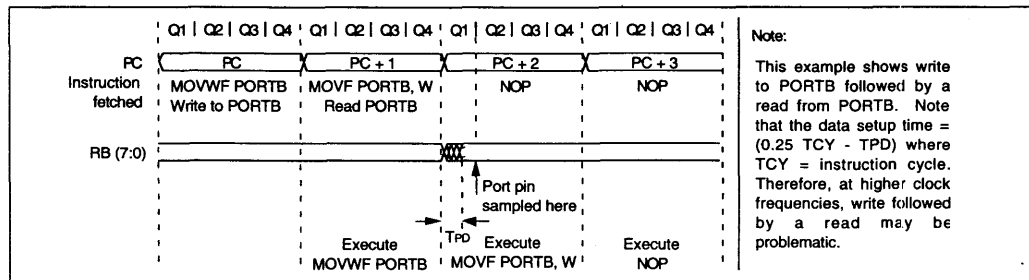 Q1 | Q2 | Q3 | Q4 Q1 | Q2 | Q3 | Q4 Q1 | Q2 | Q3 | Q4 Q1 | Q2 | Q3 | Q4
PC PC PC + 1 PC + 2 PC + 3
Instruction fetched
MOVWF PORTB
Write to PORTB
MOVF PORTB, W
Read PORTB
NOP
NOP
RB (7:0)
Port pin
sampled here
TPD
Execute
MOVWF PORTB
Execute
MOVF PORTB, W
Execute
NOP
Note:
This example shows write
to PORTB followed by a
read from PORTB. Note
that the data setup time =
(0.25 TCY - TPD) where
TCY = instruction cycle.
Therefore, at higher clock
frequencies, write followed
by a read may be
problematic.